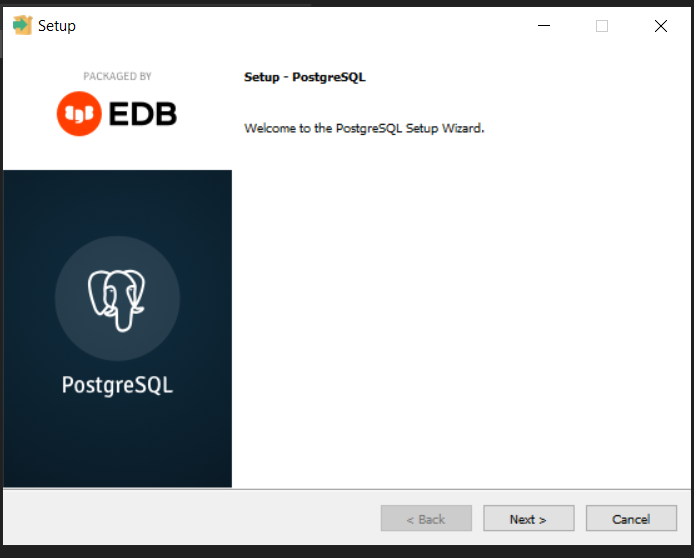 Setup
PACKAGED BY
EDB
Setup - PostgreSQL
Welcome to the PostgreSQL Setup Wizard.
PostgreSQL
< Back
Next >
Cancel